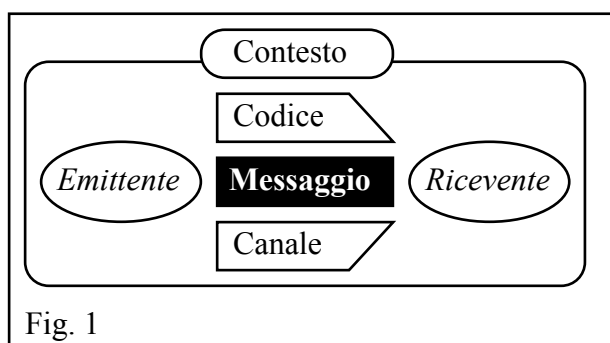 Contesto
Codice
Emittente
Messaggio
Ricevente
Canale
Fig. 1